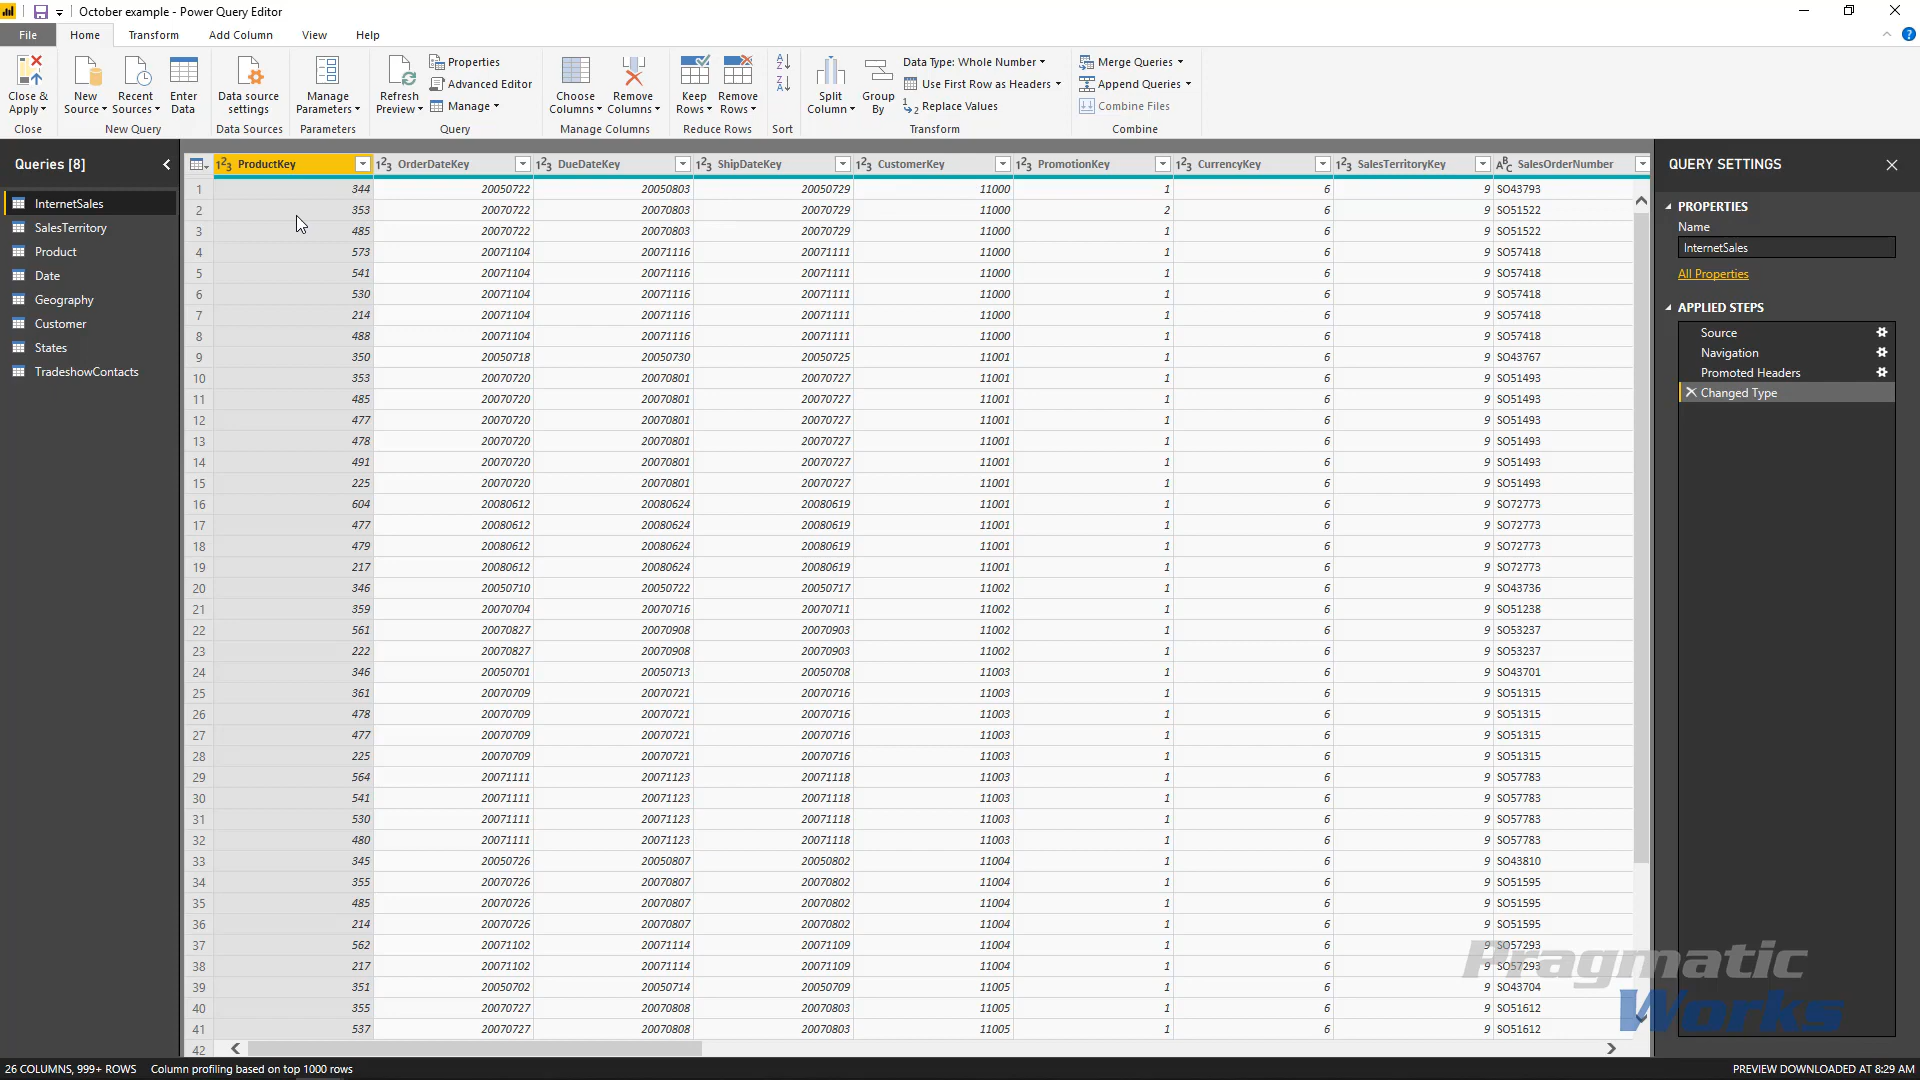 October example - Power Query Editor
File Home Transform Add Column View Help
Close & Apply New Source Recent Sources Enter Data Data source settings Manage Parameters Refresh Preview Properties Advanced Editor Manage Choose Columns Remove Columns Keep Rows Remove Rows Split Column Group By Data Type: Whole Number Use First Row as Headers Replace Values Merge Queries Append Queries Combine Files
Close New Query Data Sources Parameters Query Manage Columns Reduce Rows Sort Transform Combine
Queries [8]
InternetSales
SalesTerritory
Product
Date
Geography
Customer
States
TradeshowContacts
ProductKey OrderDateKey DueDateKey ShipDateKey CustomerKey PromotionKey CurrencyKey SalesTerritoryKey SalesOrderNumber
1 344 20050722 20050803 20050729 11000 1 6 9 SO43793
2 353 20070722 20070803 20070729 11000 2 6 9 SO51522
3 485 20070722 20070803 20070729 11000 1 6 9 SO51522
4 573 20071104 20071116 20071111 11000 1 6 9 SO57418
5 541 20071104 20071116 20071111 11000 1 6 9 SO57418
6 530 20071104 20071116 20071111 11000 1 6 9 SO57418
7 214 20071104 20071116 20071111 11000 1 6 9 SO57418
8 488 20071104 20071116 20071111 11000 1 6 9 SO57418
9 350 20050718 20050730 20050725 11001 1 6 9 SO43767
10 353 20070720 20070801 20070727 11001 1 6 9 SO51493
11 485 20070720 20070801 20070727 11001 1 6 9 SO51493
12 477 20070720 20070801 20070727 11001 1 6 9 SO51493
13 478 20070720 20070801 20070727 11001 1 6 9 SO51493
14 491 20070720 20070801 20070727 11001 1 6 9 SO51493
15 225 20070720 20070801 20070727 11001 1 6 9 SO51493
16 604 20080612 20080624 20080619 11001 1 6 9 SO72773
17 477 20080612 20080624 20080619 11001 1 6 9 SO72773
18 479 20080612 20080624 20080619 11001 1 6 9 SO72773
19 217 20080612 20080624 20080619 11001 1 6 9 SO72773
20 346 20050710 20050722 20050717 11002 1 6 9 SO43736
21 359 20070704 20070716 20070711 11002 1 6 9 SO51238
22 561 20070827 20070908 20070903 11002 1 6 9 SO53237
23 222 20070827 20070908 20070903 11002 1 6 9 SO53237
24 346 20050701 20050713 20050708 11003 1 6 9 SO43701
25 361 20070709 20070721 20070716 11003 1 6 9 SO51315
26 478 20070709 20070721 20070716 11003 1 6 9 SO51315
27 477 20070709 20070721 20070716 11003 1 6 9 SO51315
28 225 20070709 20070721 20070716 11003 1 6 9 SO51315
29 564 20071111 20071123 20071118 11003 1 6 9 SO57783
30 541 20071111 20071123 20071118 11003 1 6 9 SO57783
31 530 20071111 20071123 20071118 11003 1 6 9 SO57783
32 480 20071111 20071123 20071118 11003 1 6 9 SO57783
33 345 20050726 20050807 20050802 11004 1 6 9 SO43810
34 355 20070726 20070807 20070802 11004 1 6 9 SO51595
35 485 20070726 20070807 20070802 11004 1 6 9 SO51595
36 214 20070726 20070807 20070802 11004 1 6 9 SO51595
37 562 20071102 20071114 20071109 11004 1 6 9 SO57293
38 217 20071102 20071114 20071109 11004 1 6 9 SO57293
39 351 20050702 20050714 20050709 11005 1 6 9 SO43704
40 355 20070727 20070808 20070803 11005 1 6 9 SO51612
41 537 20070727 20070808 20070803 11005 1 6 9 SO51612
42
QUERY SETTINGS
PROPERTIES
Name
InternetSales
All Properties
APPLIED STEPS
Source
Navigation
Promoted Headers
Changed Type
Pragmatic
Works
26 COLUMNS, 999+ ROWS Column profiling based on top 1000 rows PREVIEW DOWNLOADED AT 8:29 AM